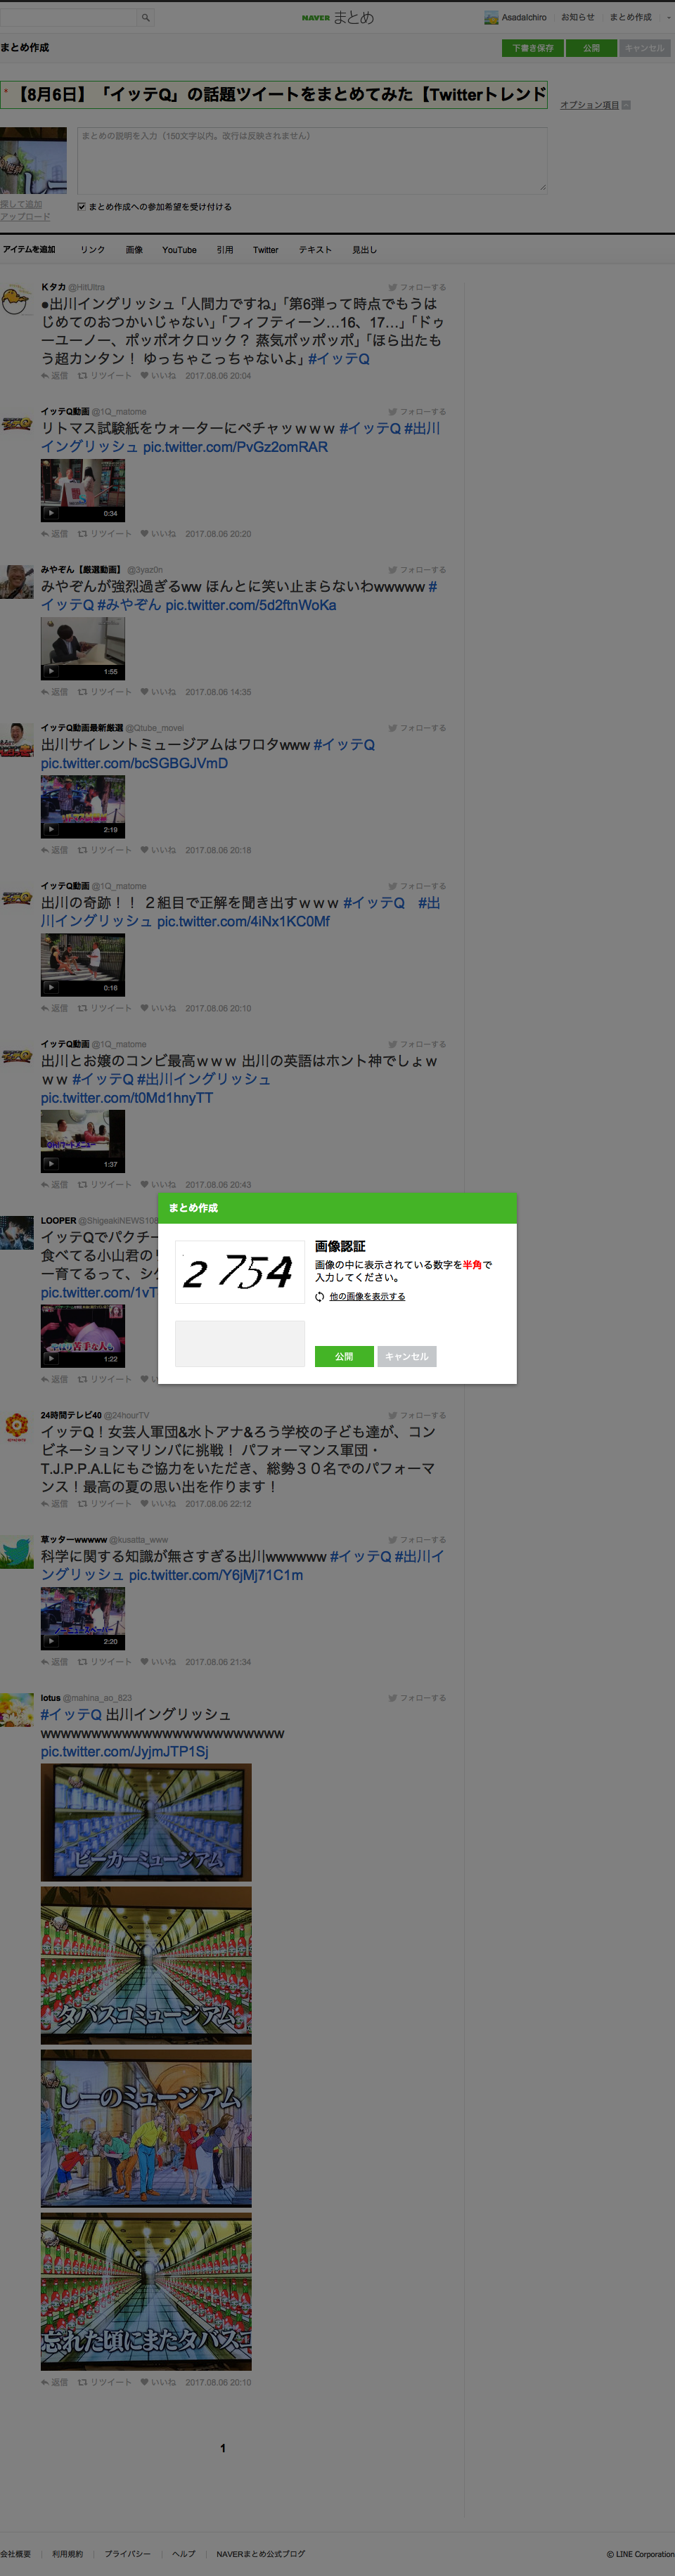 NAVER まとめ
AsadaIchiro お知らせ まとめ作成
まとめ作成
下書き保存 公開 キャンセル
* 【8月6日】「イッテQ」の話題ツイートをまとめてみた【Twitterトレンド
オプション項目
まとめの説明を入力（150文字以内。改行は反映されません）
探して追加
アップロード
まとめ作成への参加希望を受け付ける
アイテムを追加 リンク 画像 YouTube 引用 Twitter テキスト 見出し
Kタカ @HitUltra フォローする
●出川イングリッシュ 「人間力ですね」 「第6弾って時点でもうは
じめてのおつかいじゃない」 「フィフティーン…16、17…」 「ドゥ
ーユーノー、ポッポオクロック？ 蒸気ポッポッポ」 「ほら出たも
う超カンタン！ ゆっちゃこっちゃないよ」 #イッテQ
返信 リツイート いいね 2017.08.06 20:04
イッテQ動画 @1Q_matome フォローする
リトマス試験紙をウォーターにペチャッｗｗｗ #イッテQ #出川
イングリッシュ pic.twitter.com/PvGz2omRAR
0:34
返信 リツイート いいね 2017.08.06 20:20
みやぞん【厳選動画】 @3yaz0n フォローする
みやぞんが強烈過ぎるww ほんとに笑い止まらないわwwwww #
イッテQ #みやぞん pic.twitter.com/5d2ftnWoKa
1:55
返信 リツイート いいね 2017.08.06 14:35
イッテQ動画最新厳選 @Qtube_movei フォローする
出川サイレントミュージアムはワロタwww #イッテQ
pic.twitter.com/bcSGBGJVmD
2:19
返信 リツイート いいね 2017.08.06 20:18
イッテQ動画 @1Q_matome フォローする
出川の奇跡！！ ２組目で正解を聞き出すｗｗｗ #イッテQ #出
川イングリッシュ pic.twitter.com/4iNx1KC0Mf
0:16
返信 リツイート いいね 2017.08.06 20:10
イッテQ動画 @1Q_matome フォローする
出川とお嬢のコンビ最高ｗｗｗ 出川の英語はホント神でしょｗ
ｗｗ #イッテQ #出川イングリッシュ
pic.twitter.com/t0Md1hnyTT
1:37
返信 リツイート いいね 2017.08.06 20:43
まとめ作成
2 754
画像認証
画像の中に表示されている数字を半角で
入力してください。
他の画像を表示する
公開 キャンセル
LOOPER @ShigeakiNEWS108
イッテQでパクチー
食べてる小山君の
ー育てるって、シ
pic.twitter.com/1vT
1:22
返信 リツイート いい
24時間テレビ40 @24hourTV フォローする
イッテQ！女芸人軍団&水卜アナ&ろう学校の子ども達が、コン
ビネーションマリンバに挑戦！ パフォーマンス軍団・
T.J.P.P.A.Lにもご協力をいただき、総勢３０名でのパフォーマ
ンス！最高の夏の思い出を作ります！
返信 リツイート いいね 2017.08.06 22:12
草ッターwwwww @kusatta_www フォローする
科学に関する知識が無さすぎる出川wwwwww #イッテQ #出川イ
ングリッシュ pic.twitter.com/Y6jMj71C1m
2:20
返信 リツイート いいね 2017.08.06 21:34
lotus @mahina_ao_823 フォローする
#イッテQ 出川イングリッシュ
wwwwwwwwwwwwwwwwwwwwwwww
pic.twitter.com/JyjmJTP1Sj
ビーカーミュージアム
タバスコミュージアム
しーのミュージアム
忘れた頃にまたタバスコ
返信 リツイート いいね 2017.08.06 20:10
1
会社概要 利用規約 プライバシー ヘルプ NAVERまとめ公式ブログ
© LINE Corporation